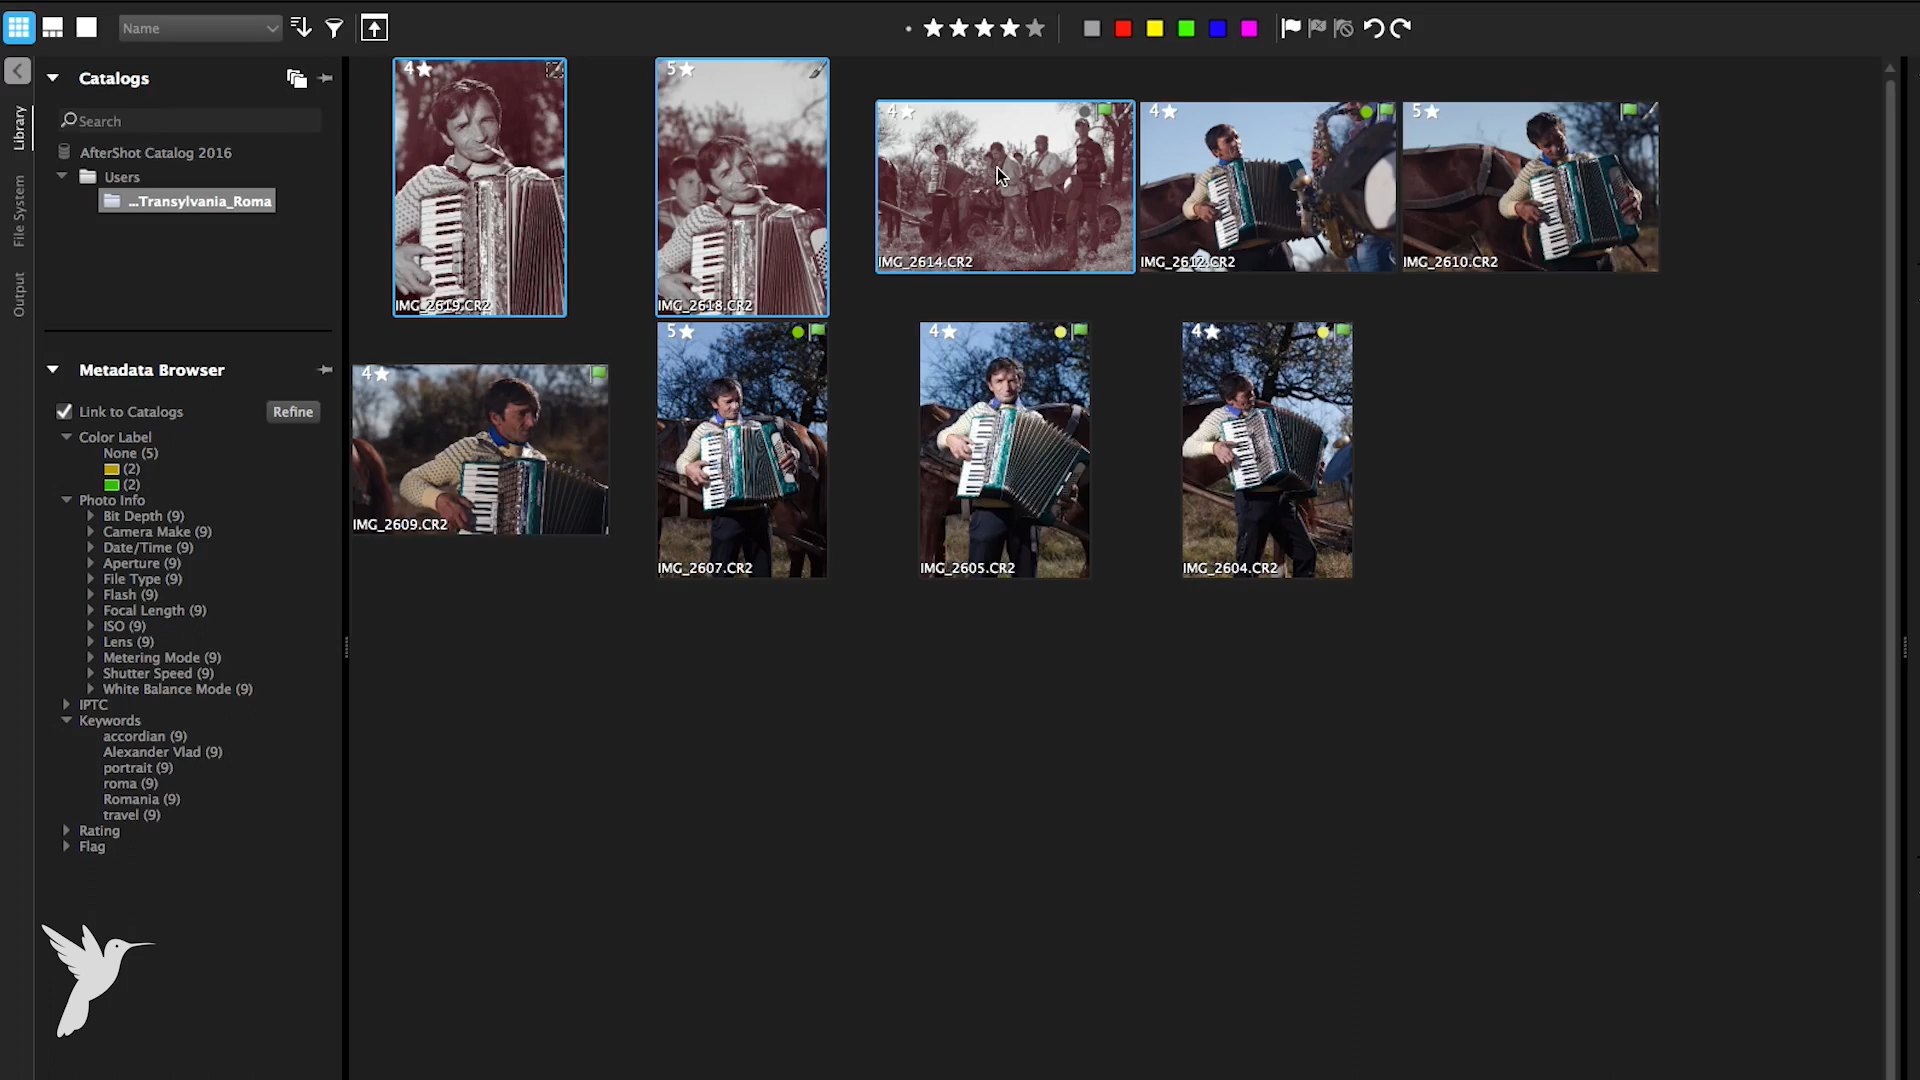 Name
Catalogs
Search
AfterShot Catalog 2016
Users
...Transylvania_Roma
Library
File System
Output
Metadata Browser
Link to Catalogs
Refine
Color Label
None (5)
(2)
(2)
Photo Info
Bit Depth (9)
Camera Make (9)
Date/Time (9)
Aperture (9)
File Type (9)
Flash (9)
Focal Length (9)
ISO (9)
Lens (9)
Metering Mode (9)
Shutter Speed (9)
White Balance Mode (9)
IPTC
Keywords
accordian (9)
Alexander Vlad (9)
portrait (9)
roma (9)
Romania (9)
travel (9)
Rating
Flag
4
IMG_2619.CR2
5
IMG_2618.CR2
4
IMG_2614.CR2
4
IMG_2612.CR2
5
IMG_2610.CR2
4
IMG_2609.CR2
5
IMG_2607.CR2
4
IMG_2605.CR2
4
IMG_2604.CR2